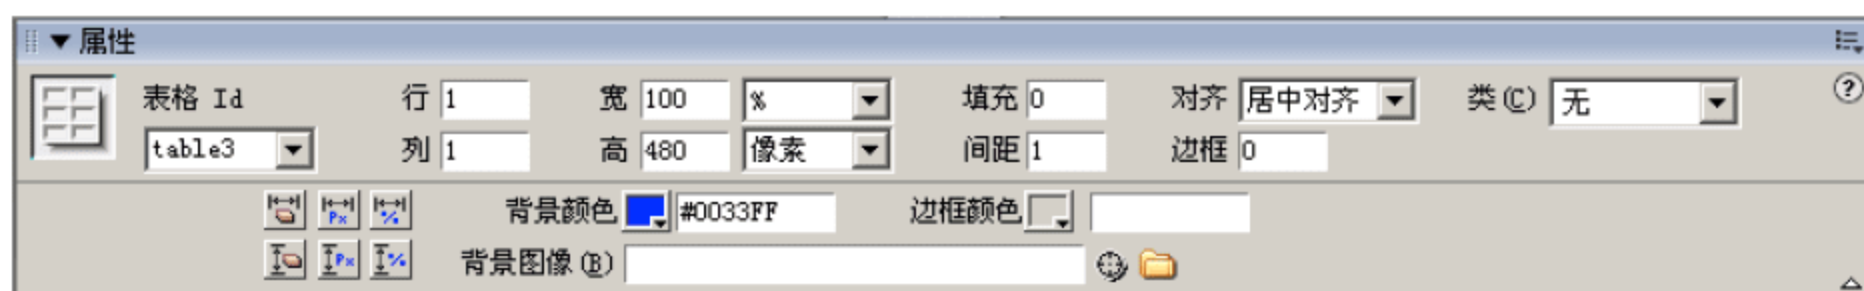 属性
表格 Id 行 1 宽 100 % 填充 0 对齐 居中对齐 类(C) 无
table3 列 1 高 480 像素 间距 1 边框 0
Px % 背景颜色 #0033FF 边框颜色
Px % 背景图像(B)